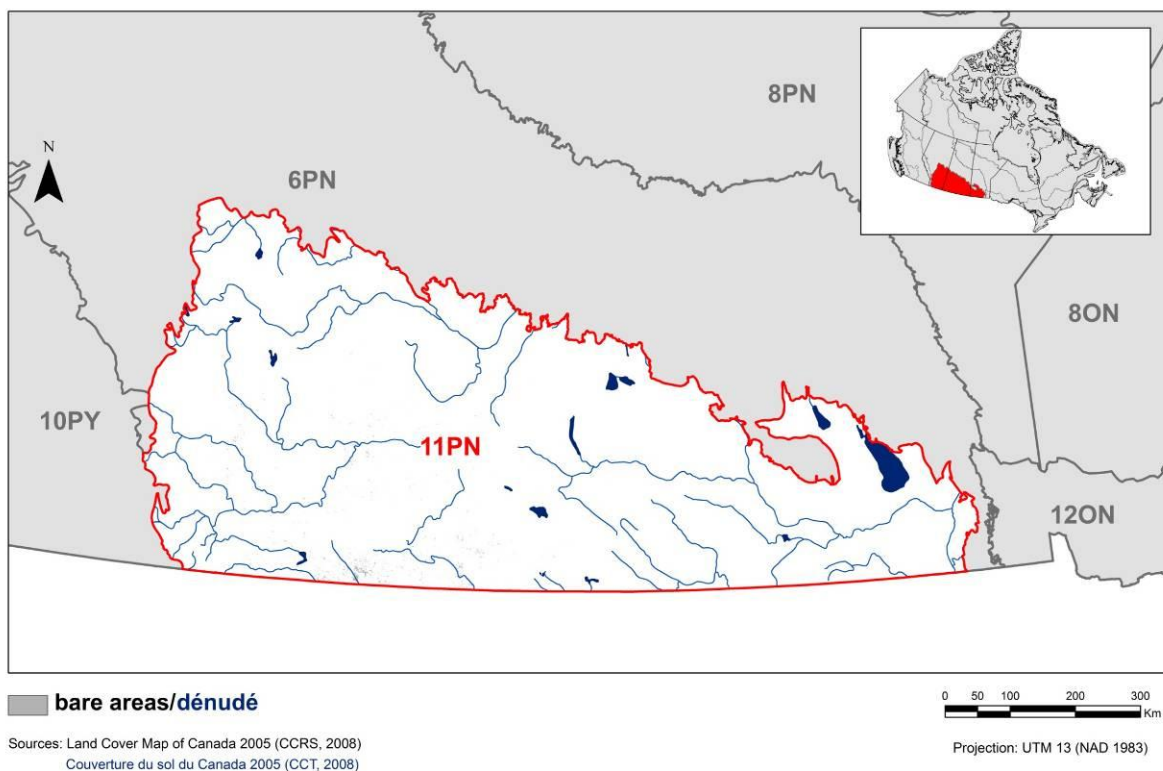 8PN
N
6PN
8ON
10PY
11PN
12ON
bare areas/dénudé
0 50 100 200 300
Km
Sources: Land Cover Map of Canada 2005 (CCRS, 2008)
Couverture du sol du Canada 2005 (CCT, 2008)
Projection: UTM 13 (NAD 1983)